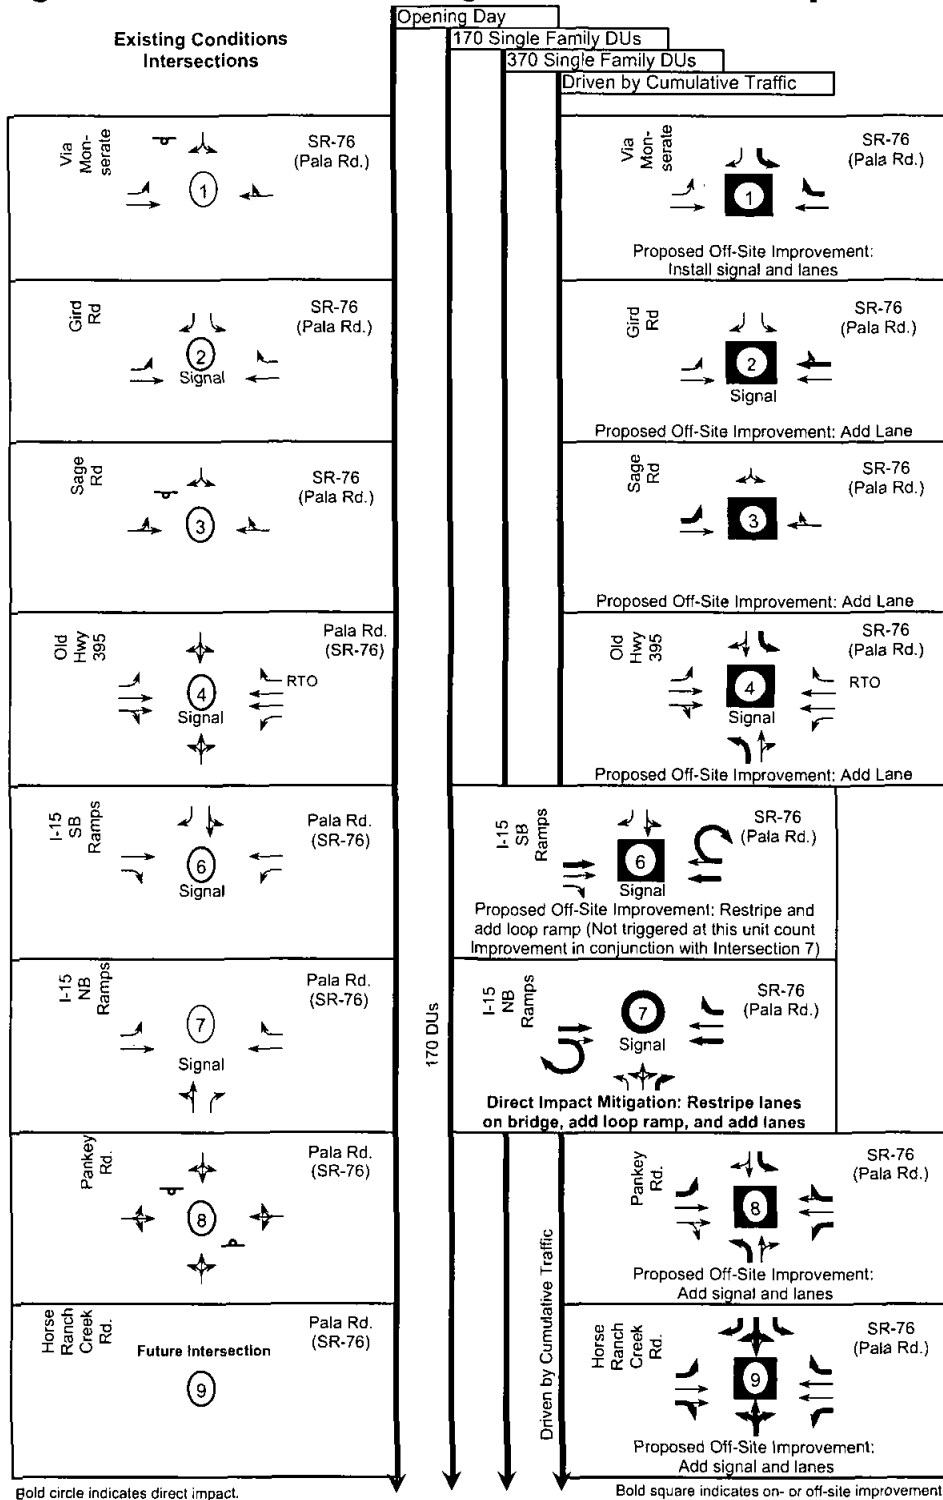 Opening Day
170 Single Family DUs
370 Single Family DUs
Driven by Cumulative Traffic
Existing Conditions
Intersections
Via
Mon-
serate
SR-76
(Pala Rd.)
1
Via
Mon-
serate
SR-76
(Pala Rd.)
1
Proposed Off-Site Improvement:
Install signal and lanes
Gird
Rd
SR-76
(Pala Rd.)
2
Signal
Gird
Rd
SR-76
(Pala Rd.)
2
Signal
Proposed Off-Site Improvement: Add Lane
Sage
Rd
SR-76
(Pala Rd.)
3
Sage
Rd
SR-76
(Pala Rd.)
3
Proposed Off-Site Improvement: Add Lane
Old
Hwy
395
Pala Rd.
(SR-76)
RTO
4
Signal
Old
Hwy
395
SR-76
(Pala Rd.)
RTO
4
Signal
Proposed Off-Site Improvement: Add Lane
I-15
SB
Ramps
Pala Rd.
(SR-76)
6
Signal
I-15
SB
Ramps
SR-76
(Pala Rd.)
6
Signal
Proposed Off-Site Improvement: Restripe and
add loop ramp (Not triggered at this unit count
Improvement in conjunction with Intersection 7)
I-15
NB
Ramps
Pala Rd.
(SR-76)
7
Signal
170 DUs
I-15
NB
Ramps
SR-76
(Pala Rd.)
7
Signal
Direct Impact Mitigation: Restripe lanes
on bridge, add loop ramp, and add lanes
Pankey
Rd.
Pala Rd.
(SR-76)
8
Pankey
Rd.
SR-76
(Pala Rd.)
8
Proposed Off-Site Improvement:
Add signal and lanes
Horse
Ranch
Creek
Rd.
Pala Rd.
(SR-76)
Future Intersection
9
Driven by Cumulative Traffic
Horse
Ranch
Creek
Rd.
SR-76
(Pala Rd.)
9
Proposed Off-Site Improvement:
Add signal and lanes
Bold circle indicates direct impact.
Bold square indicates on- or off-site improvement